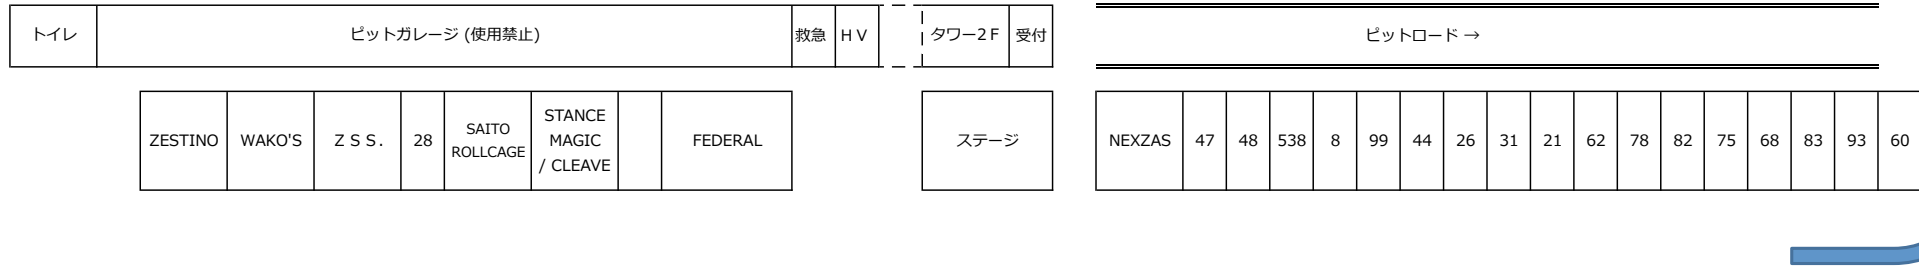 トイレ
ピットガレージ (使用禁止)
救急
ＨＶ
タワー2Ｆ
受付
ピットロード →
ZESTINO
WAKO'S
ＺＳＳ.
28
SAITO
ROLLCAGE
STANCE
MAGIC
/ CLEAVE
FEDERAL
ステージ
NEXZAS
47
48
538
8
99
44
26
31
21
62
78
82
75
68
83
93
60